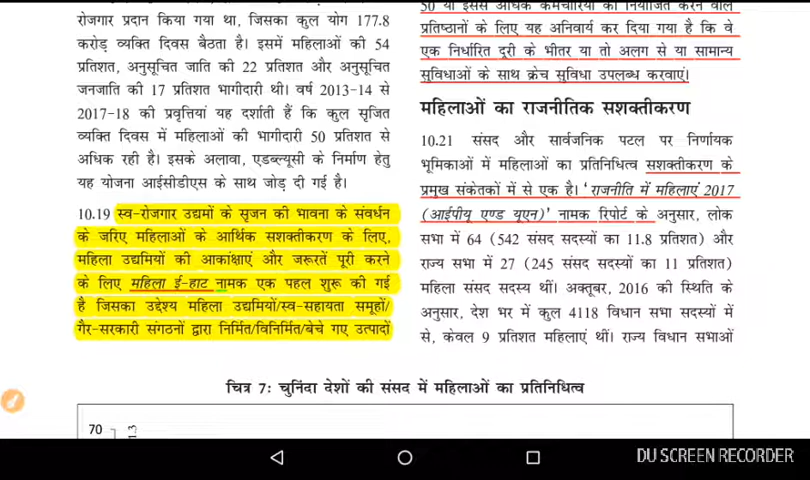 रोजगार प्रदान किया गया था, जिसका कुल योग 177.8
करोड़ व्यक्ति दिवस बैठता है। इसमें महिलाओं की 54
प्रतिशत, अनुसूचित जाति की 22 प्रतिशत और अनुसूचित
जनजाति की 17 प्रतिशत भागीदारी थी। वर्ष 2013-14 से
2017-18 की प्रवृत्तियां यह दर्शाती हैं कि कुल सृजित
व्यक्ति दिवस में महिलाओं की भागीदारी 50 प्रतिशत से
अधिक रही है। इसके अलावा, एडब्ल्यूसी के निर्माण हेतु
यह योजना आईसीडीएस के साथ जोड़ दी गई है।
10.19 स्व-रोजगार उद्यमों के सृजन की भावना के संवर्धन
के जरिए महिलाओं के आर्थिक सशक्तीकरण के लिए,
महिला उद्यमियों की आकांक्षाएं और जरूरतें पूरी करने
के लिए महिला ई-हाट नामक एक पहल शुरू की गई
है जिसका उद्देश्य महिला उद्यमियों/स्व-सहायता समूहों/
गैर-सरकारी संगठनों द्वारा निर्मित/विनिर्मित/बेचे गए उत्पादों
50 या इससे अधिक कर्मचारियों को नियोजित करने वाले
प्रतिष्ठानों के लिए यह अनिवार्य कर दिया गया है कि वे
एक निर्धारित दूरी के भीतर या तो अलग से या सामान्य
सुविधाओं के साथ क्रेच सुविधा उपलब्ध करवाएं।
महिलाओं का राजनीतिक सशक्तीकरण
10.21 संसद और सार्वजनिक पटल पर निर्णायक
भूमिकाओं में महिलाओं का प्रतिनिधित्व सशक्तीकरण के
प्रमुख संकेतकों में से एक है। 'राजनीति में महिलाएं 2017
(आईपीयू एण्ड यूएन)' नामक रिपोर्ट के अनुसार, लोक
सभा में 64 (542 संसद सदस्यों का 11.8 प्रतिशत) और
राज्य सभा में 27 (245 संसद सदस्यों का 11 प्रतिशत)
महिला संसद सदस्य थीं। अक्तूबर, 2016 की स्थिति के
अनुसार, देश भर में कुल 4118 विधान सभा सदस्यों में
से, केवल 9 प्रतिशत महिलाएं थीं। राज्य विधान सभाओं
चित्र 7: चुनिंदा देशों की संसद में महिलाओं का प्रतिनिधित्व
70
DU SCREEN RECORDER